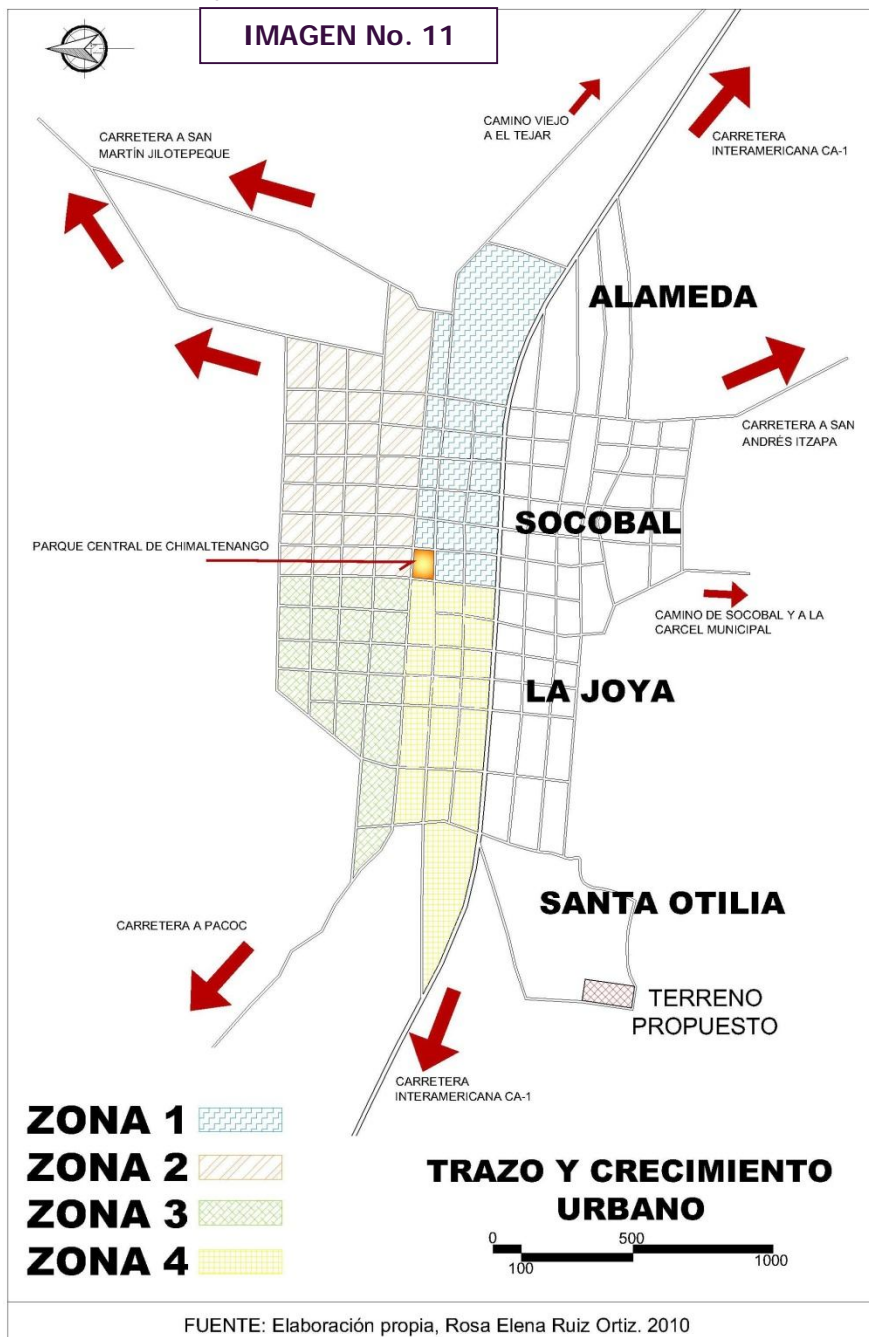 IMAGEN No. 11
CAMINO VIEJO
A EL TEJAR
CARRETERA
INTERAMERICANA CA-1
CARRETERA A SAN
MARTÍN JILOTEPEQUE
ALAMEDA
CARRETERA A SAN
ANDRÉS ITZAPA
SOCOBAL
PARQUE CENTRAL DE CHIMALTENANGO
CAMINO DE SOCOBAL Y A LA
CARCEL MUNICIPAL
LA JOYA
SANTA OTILIA
CARRETERA A PACOC
TERRENO
PROPUESTO
CARRETERA
INTERAMERICANA CA-1
ZONA 1
ZONA 2
ZONA 3
ZONA 4
TRAZO Y CRECIMIENTO
URBANO
0 500
100 1000
FUENTE: Elaboración propia, Rosa Elena Ruiz Ortiz. 2010